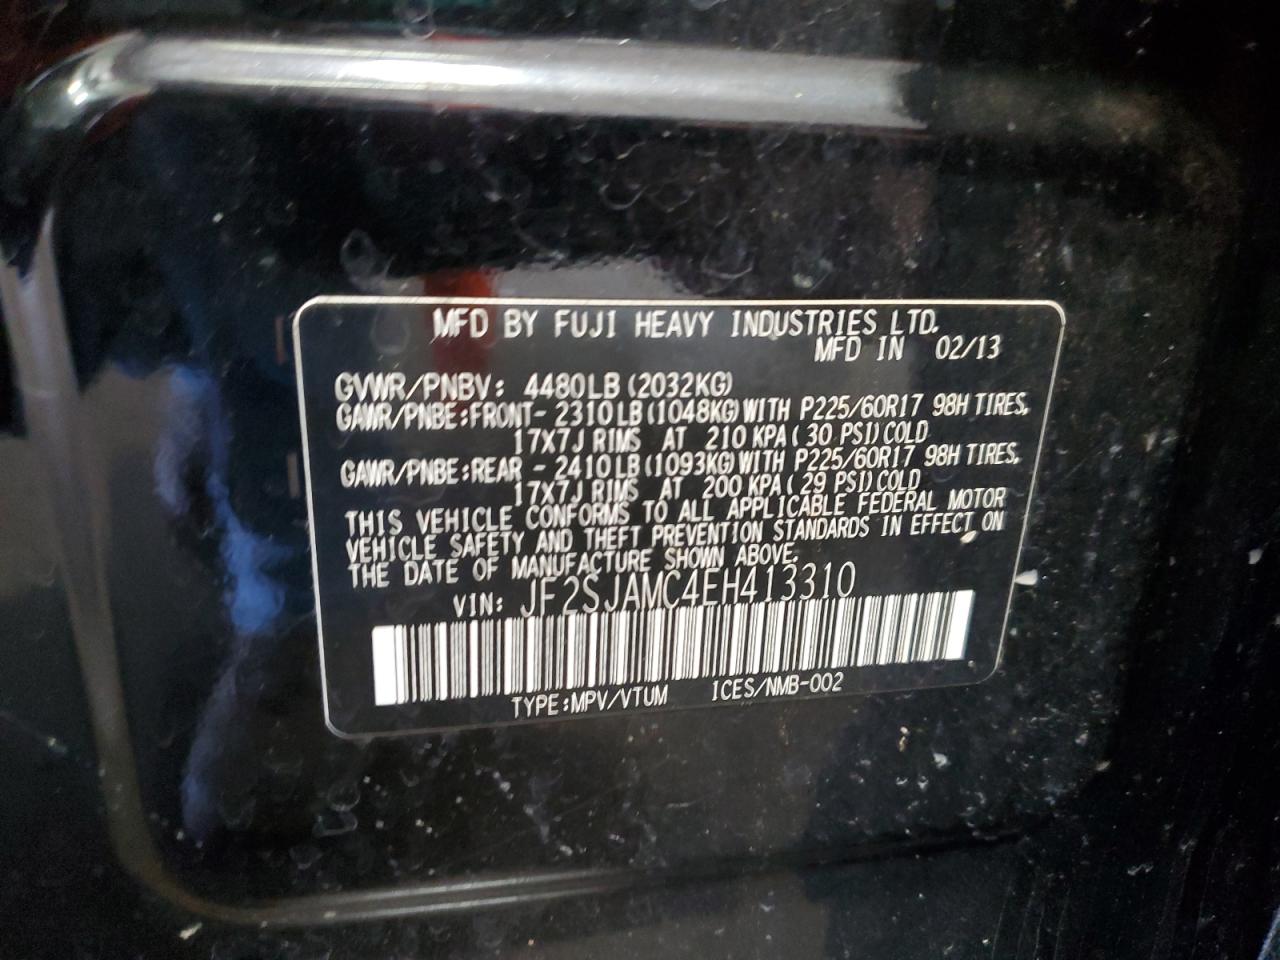 MFD BY FUJI HEAVY INDUSTRIES LTD.
MFD IN 02/13
GVWR/PNBV: 4480LB (2032KG)
GAWR/PNBE:FRONT- 2310LB (1048KG) WITH P225/60R17 98H TIRES,
17X7J RIMS AT 210 KPA ( 30 PSI) COLD
GAWR/PNBE:REAR - 2410LB (1093KG) WITH P225/60R17 98H TIRES,
17X7J RIMS AT 200 KPA ( 29 PSI) COLD
THIS VEHICLE CONFORMS TO ALL APPLICABLE FEDERAL MOTOR
VEHICLE SAFETY AND THEFT PREVENTION STANDARDS IN EFFECT ON
THE DATE OF MANUFACTURE SHOWN ABOVE.
VIN: JF2SJAMC4EH413310
TYPE:MPV/VTUM ICES/NMB-002